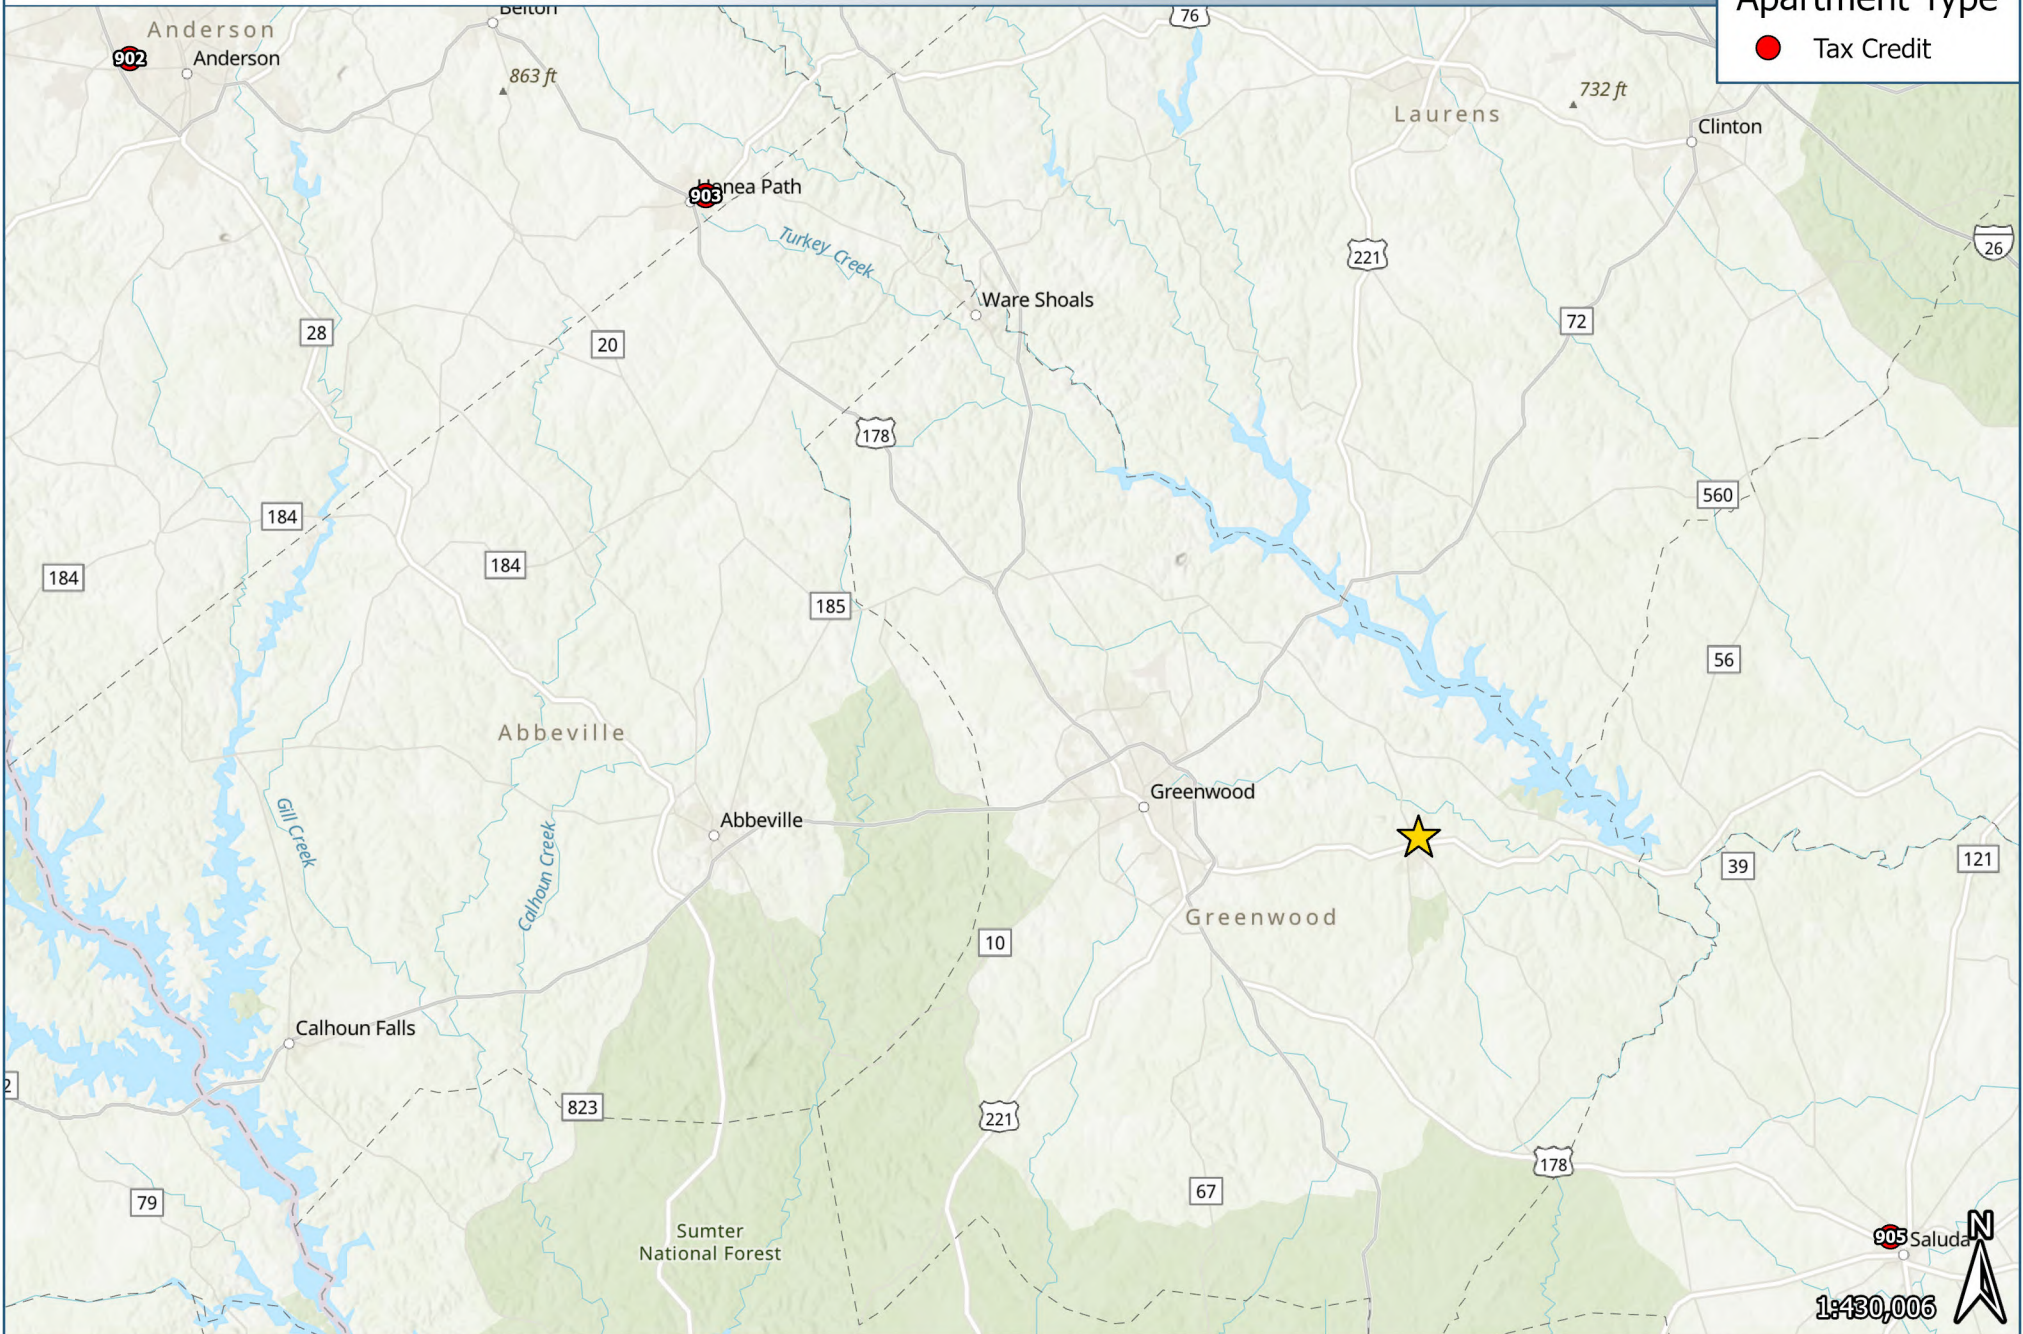 Belton
76
Apartment Type
Tax Credit
Anderson
902
Anderson
863 ft
732 ft
Laurens
Clinton
903
Honea Path
Turkey Creek
221
26
Ware Shoals
28
20
72
178
184
560
184
184
185
56
Abbeville
Greenwood
Gill Creek
Abbeville
Calhoun Creek
39
121
Greenwood
10
Calhoun Falls
2
823
221
178
79
67
Sumter
National Forest
905
Saluda
N
1:430,006